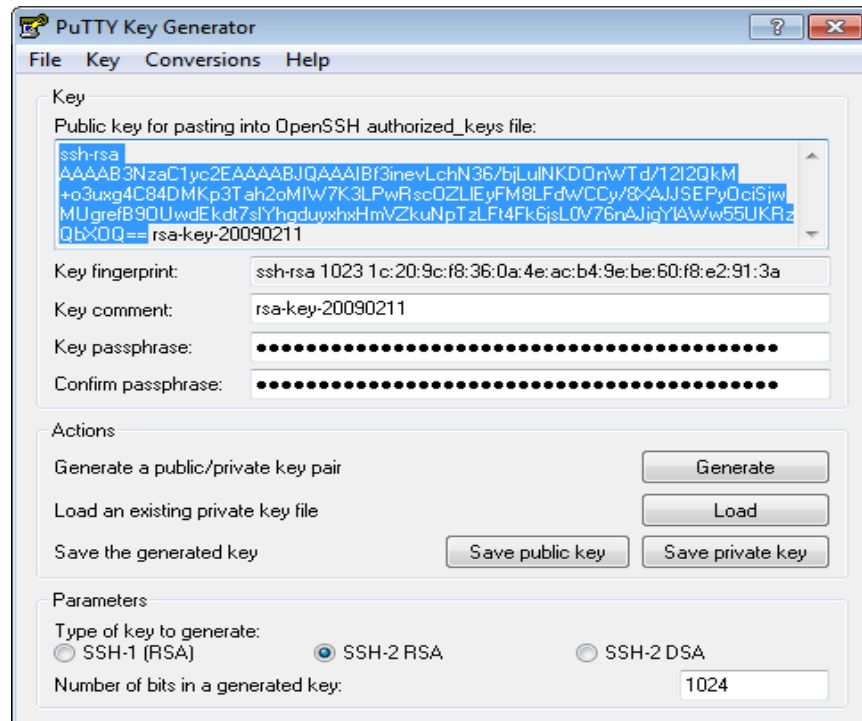 PuTTY Key Generator
File Key Conversions Help
Key
Public key for pasting into OpenSSH authorized_keys file:
ssh-rsa
AAAAB3NzaC1yc2EAAAABJQAAAIBf3inevLchN36/bjLuINKDOnWTd/12I2QkM
+o3uxg4C84DMKp3Tah2oMIW7K3LPwRscOZLIEyFM8LFdWCCy/8XAJJSEPyOciSjw
MUgrefB9OUwdEkdt7slYhgduyxhxHmVZkuNpTzLFt4Fk6jsL0V76nAJigYlAWw55UKRz
QbXOQ== rsa-key-20090211
Key fingerprint: ssh-rsa 1023 1c:20:9c:f8:36:0a:4e:ac:b4:9e:be:60:f8:e2:91:3a
Key comment: rsa-key-20090211
Key passphrase:
Confirm passphrase:
Actions
Generate a public/private key pair Generate
Load an existing private key file Load
Save the generated key Save public key Save private key
Parameters
Type of key to generate:
SSH-1 (RSA) SSH-2 RSA SSH-2 DSA
Number of bits in a generated key: 1024